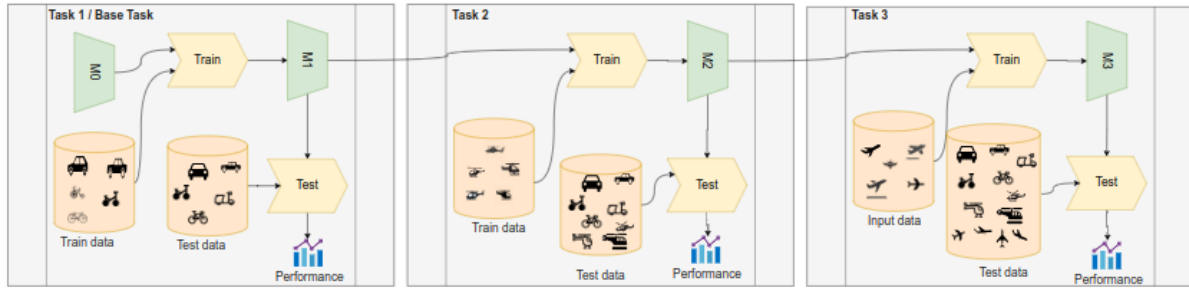 Task 1 / Base Task
M0
Train
M1
Train data
Test data
Test
Performance
Task 2
Train
M2
Train data
Test data
Test
Performance
Task 3
Train
M3
Input data
Test data
Test
Performance